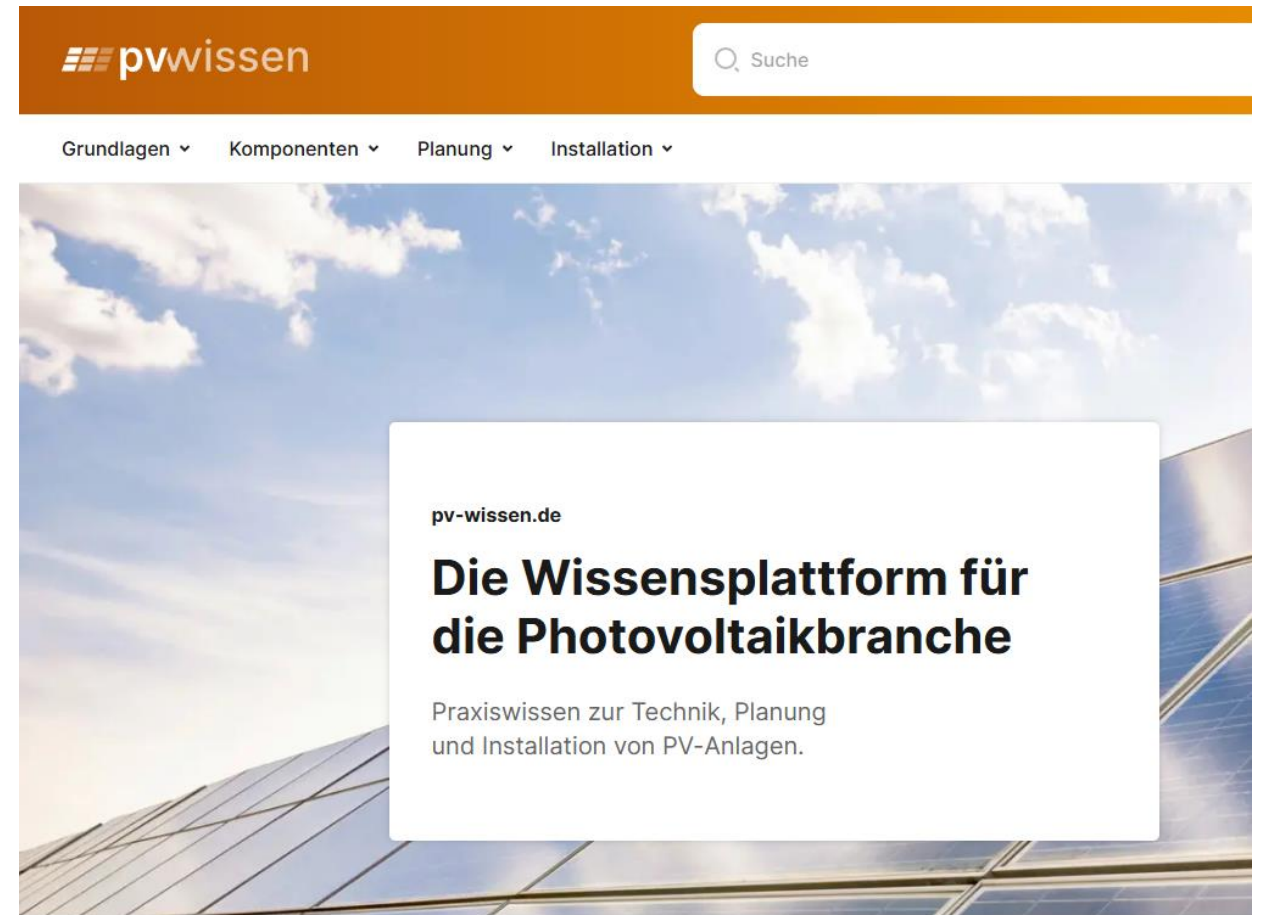 pvwissen
Suche
Grundlagen Komponenten Planung Installation
pv-wissen.de
Die Wissensplattform für
die Photovoltaikbranche
Praxiswissen zur Technik, Planung
und Installation von PV-Anlagen.